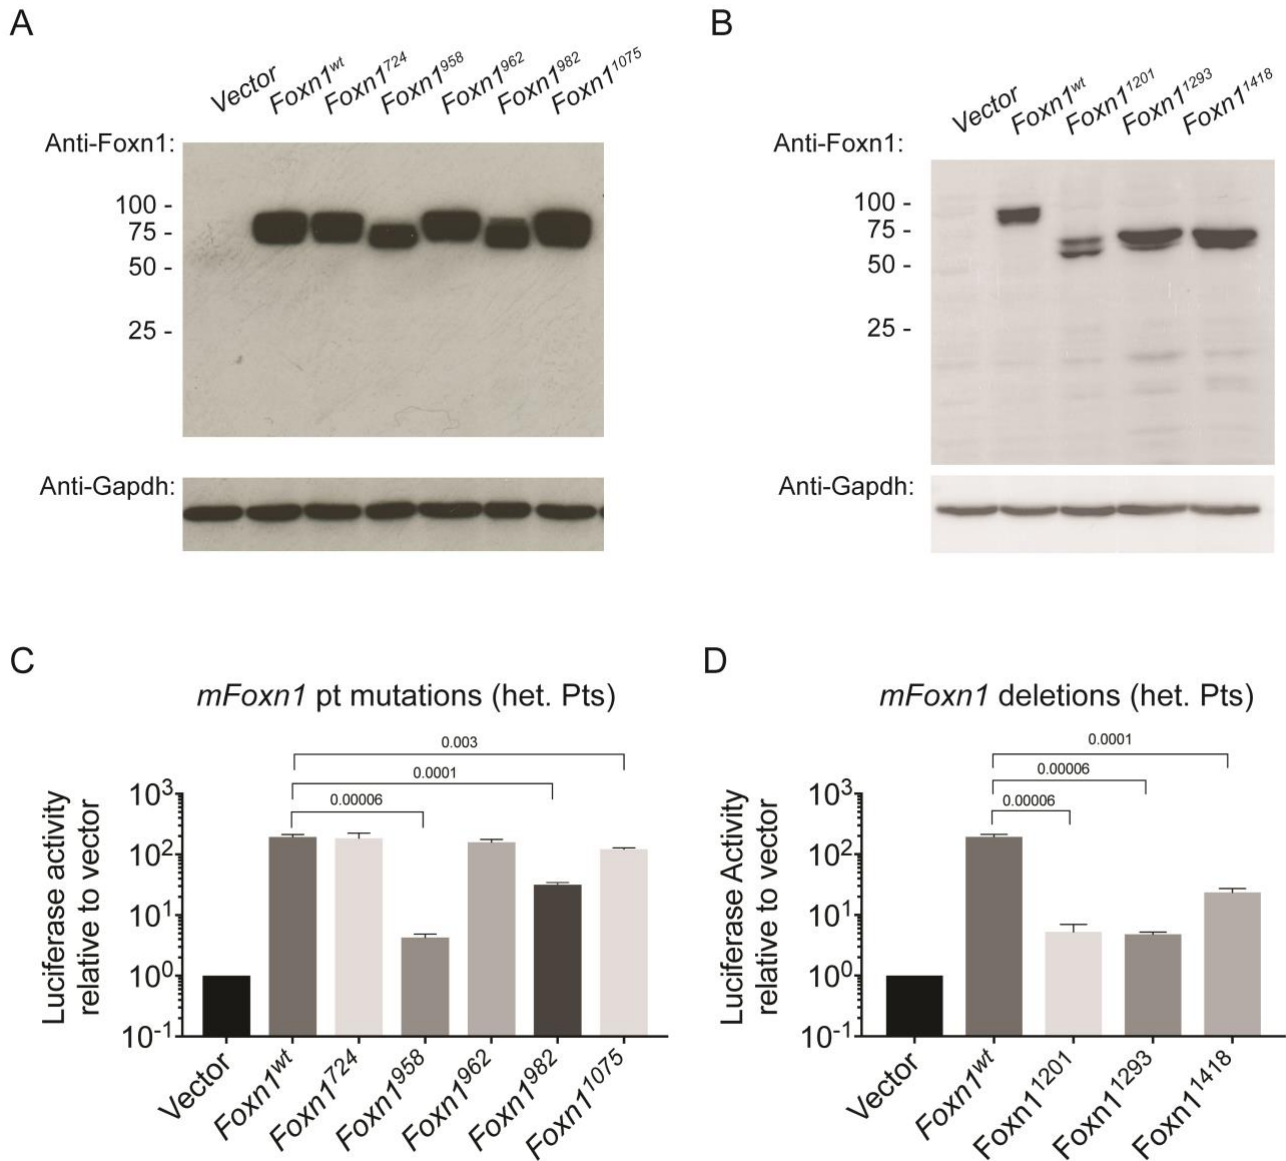 A
Vector Foxn1wt Foxn1724 Foxn1958 Foxn1962 Foxn1982 Foxn11075
Anti-Foxn1:
100 -
75 -
50 -
25 -
Anti-Gapdh:
B
Vector Foxn1wt Foxn11201 Foxn11293 Foxn11418
Anti-Foxn1:
100 -
75 -
50 -
25 -
Anti-Gapdh:
C
mFoxn1 pt mutations (het. Pts)
0.003
0.0001
0.00006
Luciferase activity
relative to vector
10³
10²
10¹
10⁰
10⁻¹
Vector Foxn1wt Foxn1724 Foxn1958 Foxn1962 Foxn1982 Foxn11075
D
mFoxn1 deletions (het. Pts)
0.0001
0.00006
0.00006
Luciferase Activity
relative to vector
10³
10²
10¹
10⁰
10⁻¹
Vector Foxn1wt Foxn11201 Foxn11293 Foxn11418